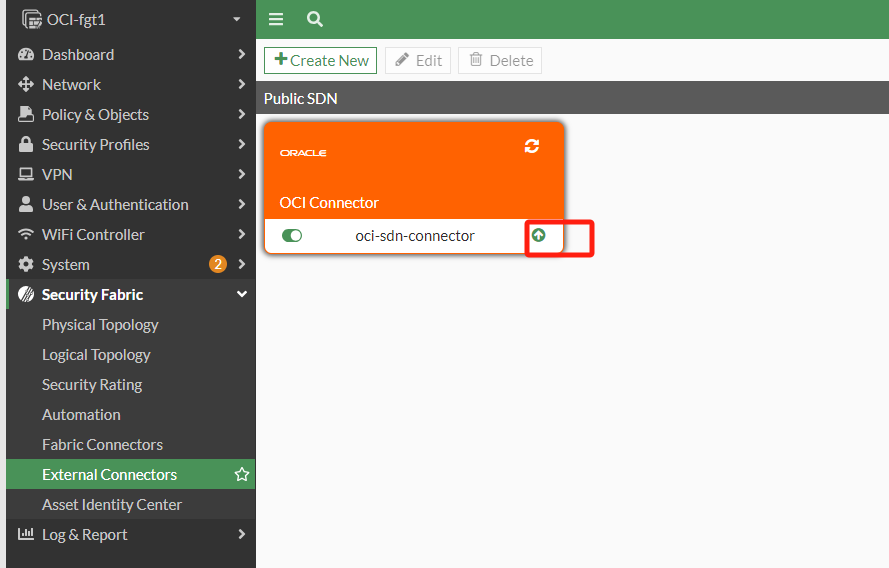 OCI-fgt1
Dashboard
Network
Policy & Objects
Security Profiles
VPN
User & Authentication
WiFi Controller
System 2
Security Fabric
Physical Topology
Logical Topology
Security Rating
Automation
Fabric Connectors
External Connectors
Asset Identity Center
Log & Report
Create New Edit Delete
Public SDN
ORACLE
OCI Connector
oci-sdn-connector